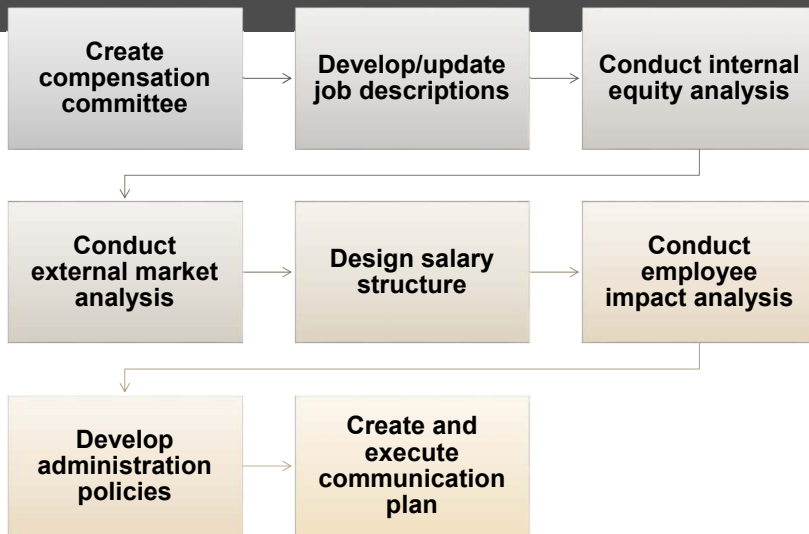 Create
compensation
committee
Develop/update
job descriptions
Conduct internal
equity analysis
Conduct
external market
analysis
Design salary
structure
Conduct
employee
impact analysis
Develop
administration
policies
Create and
execute
communication
plan